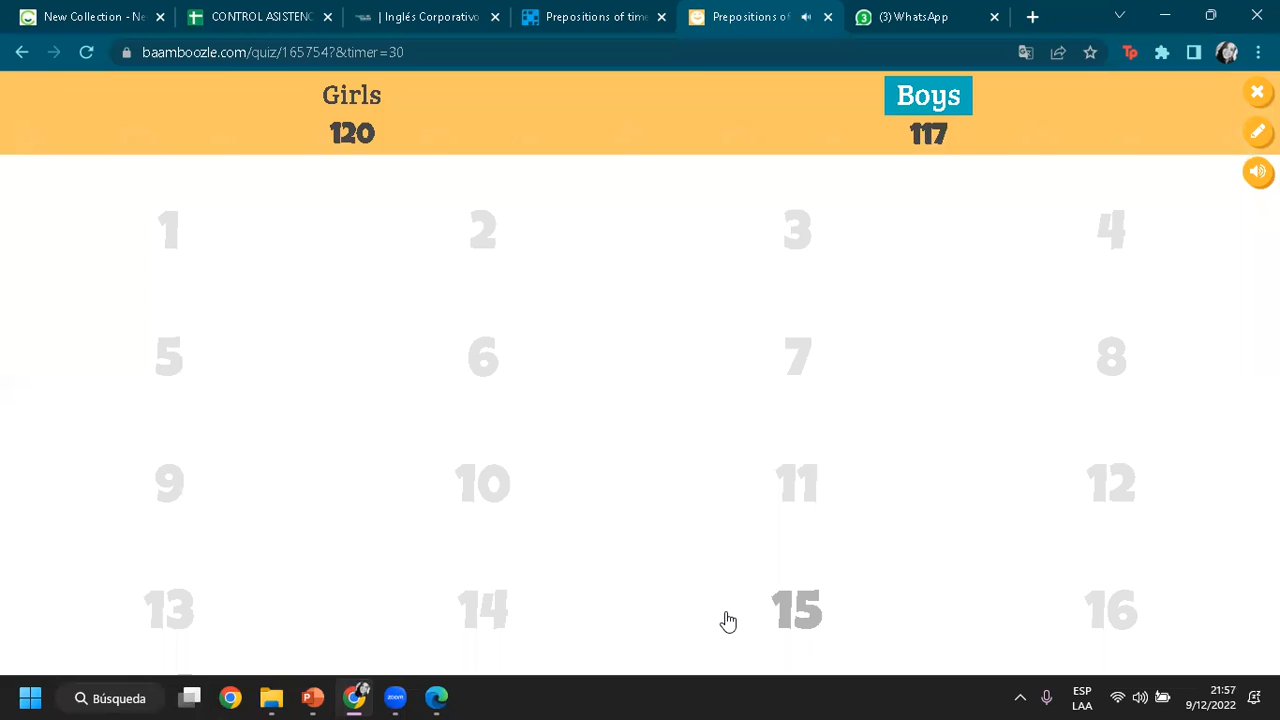 New Collection - Ne
CONTROL ASISTENC
| Inglés Corporativo
Prepositions of time
Prepositions of
(3) WhatsApp
baamboozle.com/quiz/1657547?&timer=30
Girls
120
Boys
117
1
2
3
4
5
6
7
8
9
10
11
12
13
14
15
16
Búsqueda
zoom
ESP
LAA
21:57
9/12/2022